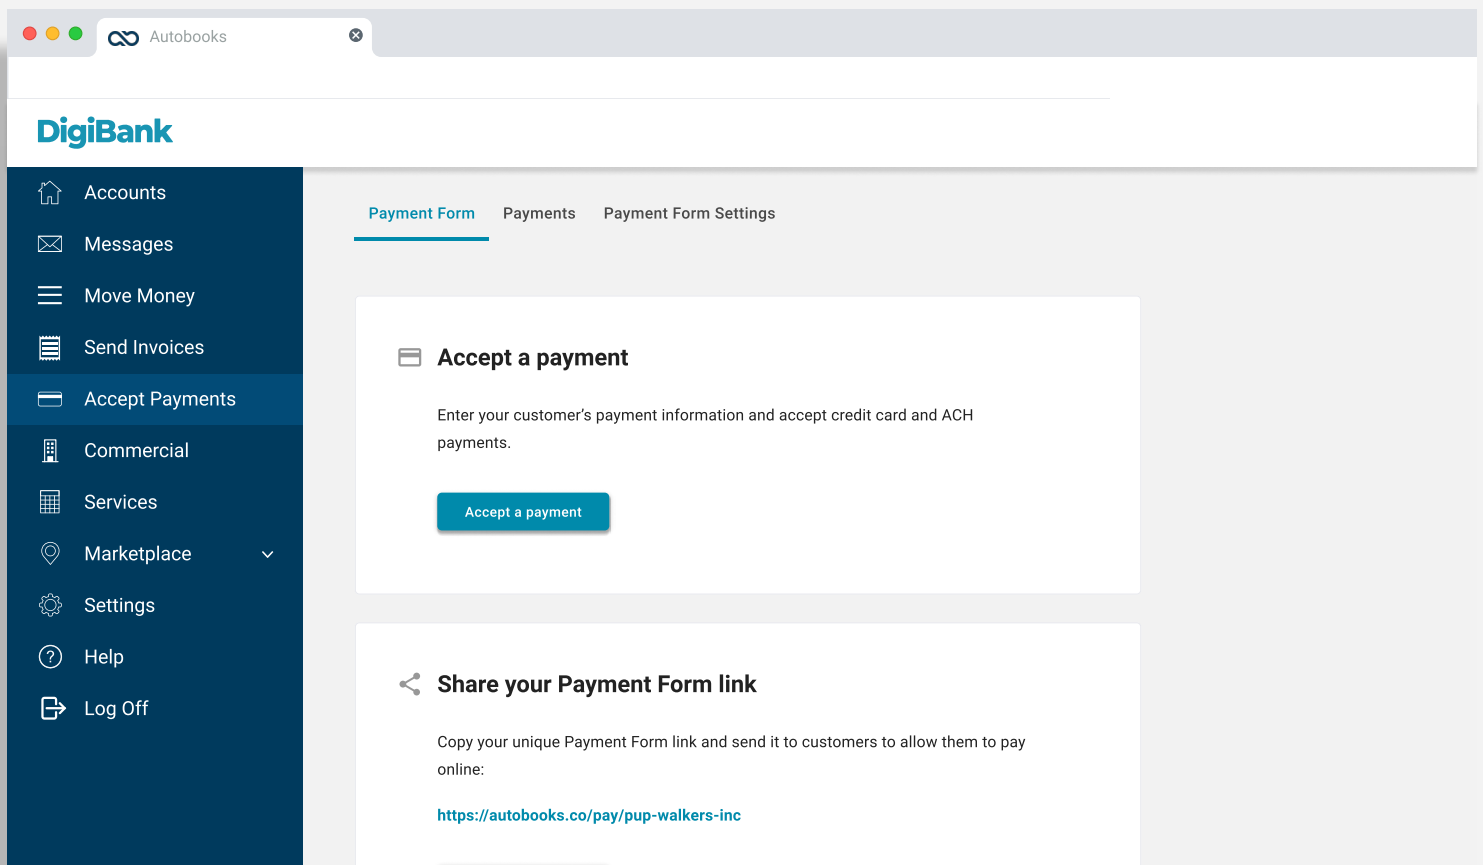 Autobooks
DigiBank
Accounts
Messages
Move Money
Send Invoices
Accept Payments
Commercial
Services
Marketplace
Settings
Help
Log Off
Payment Form
Payments
Payment Form Settings
Accept a payment
Enter your customer’s payment information and accept credit card and ACH
payments.
Accept a payment
Share your Payment Form link
Copy your unique Payment Form link and send it to customers to allow them to pay
online:
https://autobooks.co/pay/pup-walkers-inc